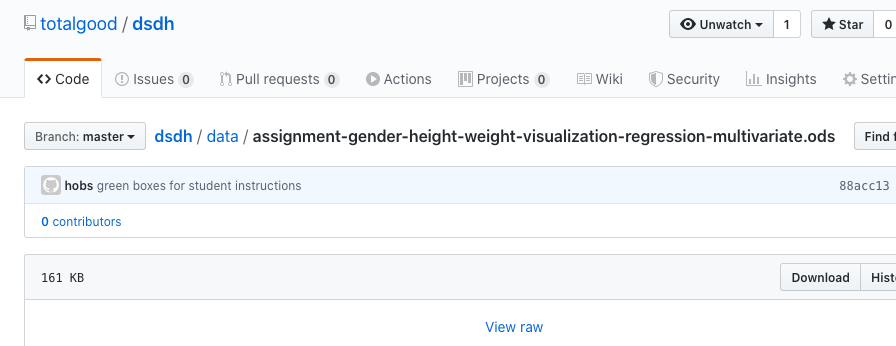 totalgood / dsdh
Unwatch 1 Star 0
Code Issues 0 Pull requests 0 Actions Projects 0 Wiki Security Insights
Branch: master dsdh / data / assignment-gender-height-weight-visualization-regression-multivariate.ods Find
hobs green boxes for student instructions 88acc13
0 contributors
161 KB Download
View raw